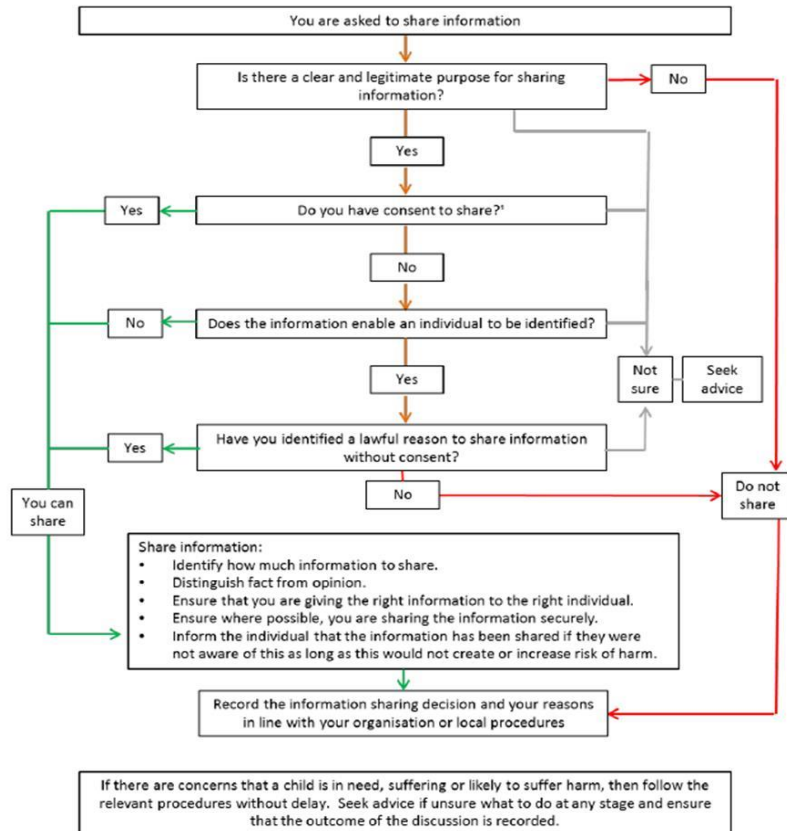 You are asked to share information
Is there a clear and legitimate purpose for sharing
information?
No
Yes
Yes
Do you have consent to share?¹
No
No
Does the information enable an individual to be identified?
Yes
Not
sure
Seek
advice
Yes
Have you identified a lawful reason to share information
without consent?
No
You can
share
Do not
share
Share information:
• Identify how much information to share.
• Distinguish fact from opinion.
• Ensure that you are giving the right information to the right individual.
• Ensure where possible, you are sharing the information securely.
• Inform the individual that the information has been shared if they were
not aware of this as long as this would not create or increase risk of harm.
Record the information sharing decision and your reasons
in line with your organisation or local procedures
If there are concerns that a child is in need, suffering or likely to suffer harm, then follow the
relevant procedures without delay. Seek advice if unsure what to do at any stage and ensure
that the outcome of the discussion is recorded.